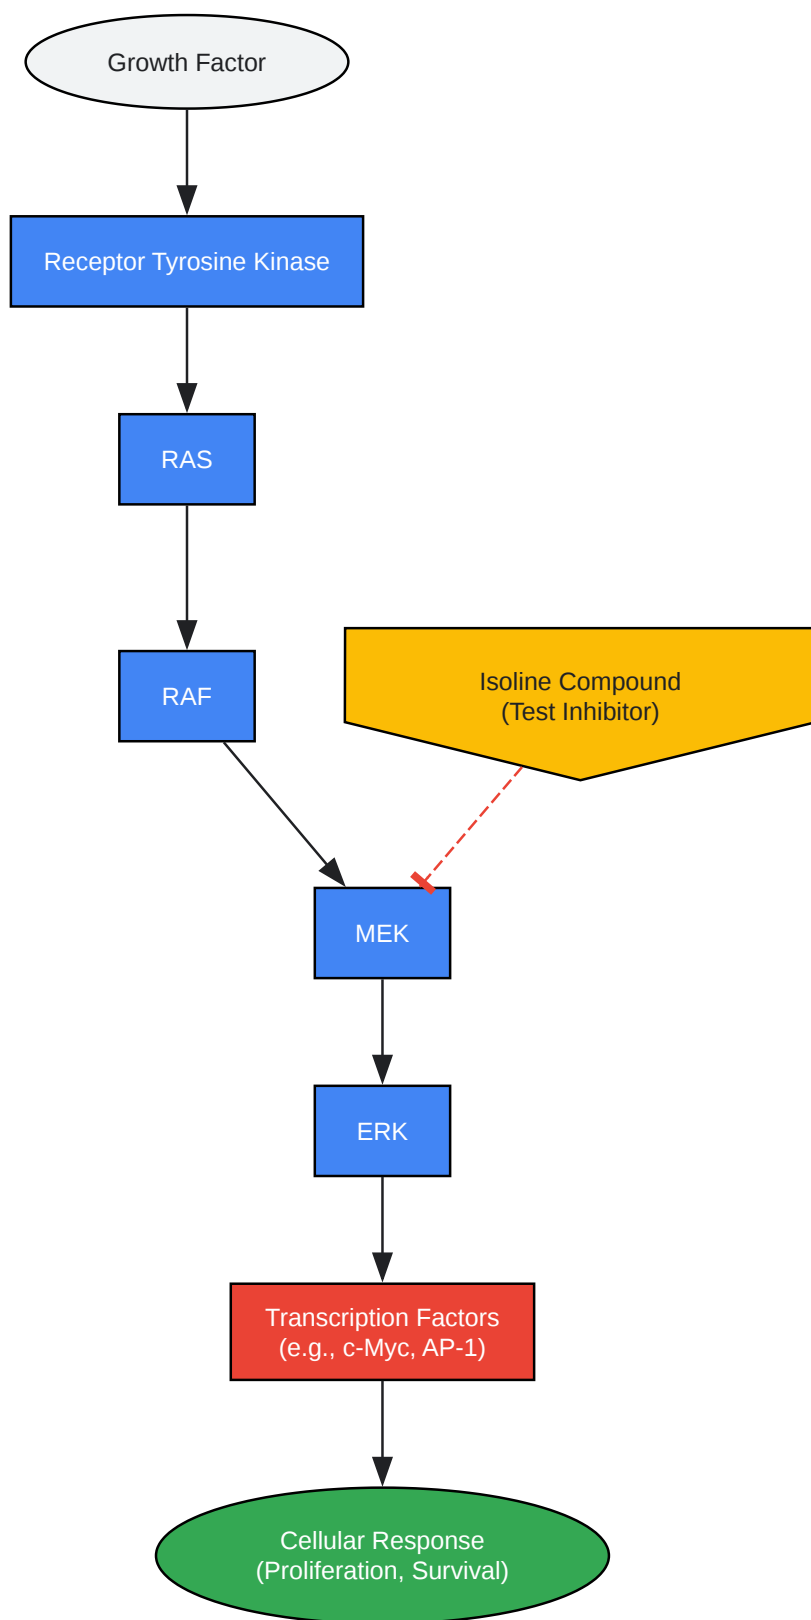 Growth Factor
Receptor Tyrosine Kinase
RAS
RAF
Isoline Compound
(Test Inhibitor)
MEK
ERK
Transcription Factors
(e.g., c-Myc, AP-1)
Cellular Response
(Proliferation, Survival)